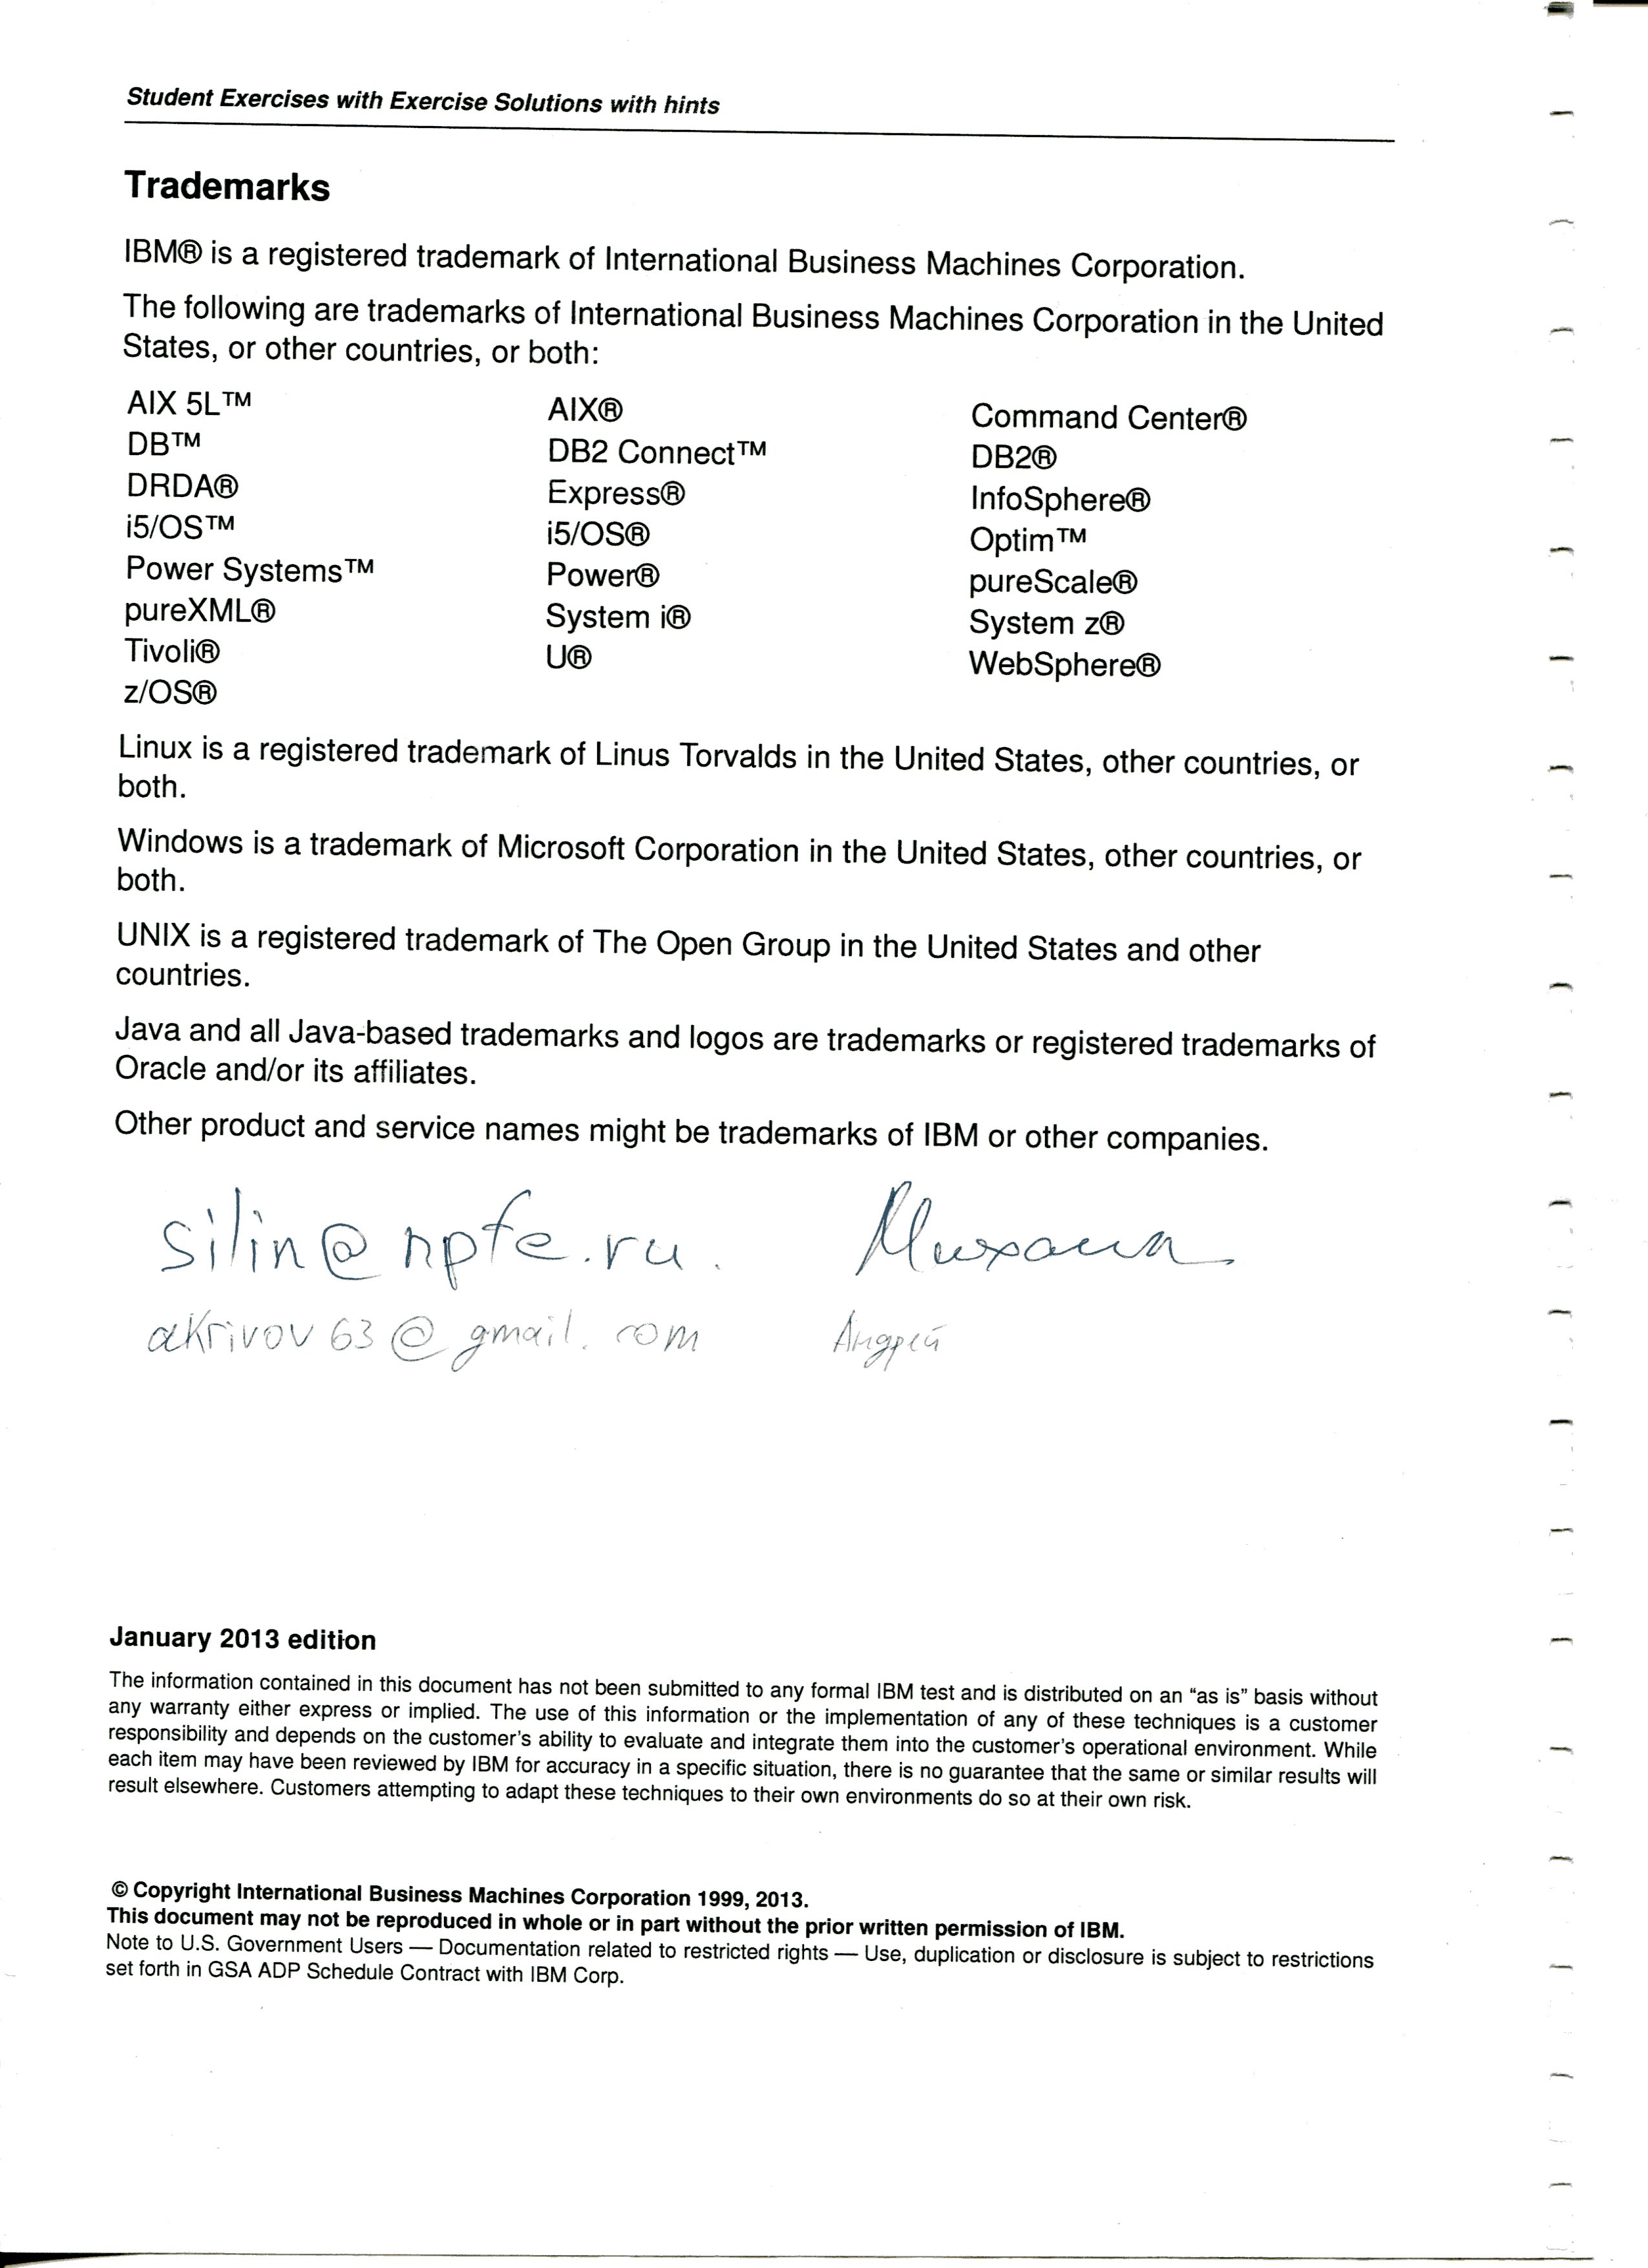 Student Exercises with Exercise Solutions with hints
Trademarks
IBM® is a registered trademark of International Business Machines Corporation.
The following are trademarks of International Business Machines Corporation in the United
States, or other countries, or both:
AIX 5L™ AIX® Command Center®
DB™ DB2 Connect™ DB2®
DRDA® Express® InfoSphere®
i5/OS™ i5/OS® Optim™
Power Systems™ Power® pureScale®
pureXML® System i® System z®
Tivoli® U® WebSphere®
z/OS®
Linux is a registered trademark of Linus Torvalds in the United States, other countries, or
both.
Windows is a trademark of Microsoft Corporation in the United States, other countries, or
both.
UNIX is a registered trademark of The Open Group in the United States and other
countries.
Java and all Java-based trademarks and logos are trademarks or registered trademarks of
Oracle and/or its affiliates.
Other product and service names might be trademarks of IBM or other companies.
silin@npfe.ru. Михаил
akrivov63@gmail.com Андрей
January 2013 edition
The information contained in this document has not been submitted to any formal IBM test and is distributed on an “as is” basis without
any warranty either express or implied. The use of this information or the implementation of any of these techniques is a customer
responsibility and depends on the customer’s ability to evaluate and integrate them into the customer’s operational environment. While
each item may have been reviewed by IBM for accuracy in a specific situation, there is no guarantee that the same or similar results will
result elsewhere. Customers attempting to adapt these techniques to their own environments do so at their own risk.
© Copyright International Business Machines Corporation 1999, 2013.
This document may not be reproduced in whole or in part without the prior written permission of IBM.
Note to U.S. Government Users — Documentation related to restricted rights — Use, duplication or disclosure is subject to restrictions
set forth in GSA ADP Schedule Contract with IBM Corp.